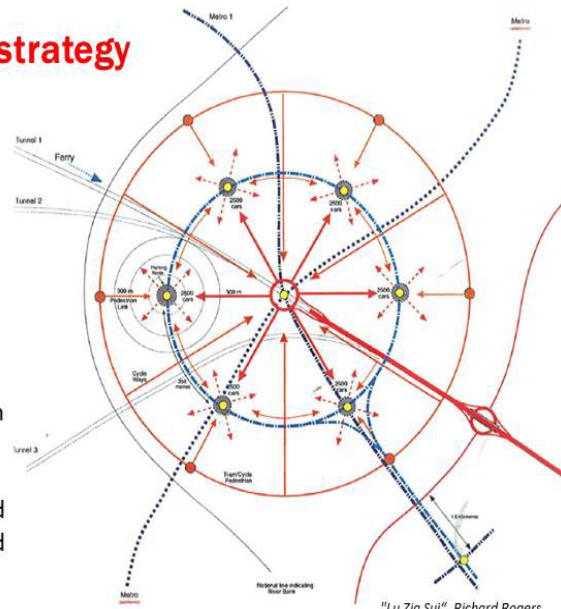 strategy
Metro 1
Metro
Tunnel 1
Ferry
Tunnel 2
2500
cars
2500
cars
Parking
Node
300 m
Pedestrian
Link
2500
cars
300 m
2500
cars
Cycle
Ways
350
metres
2500
cars
2500
cars
Tunnel 3
Tram/Cycle
Pedestrian
Metro
Notional line indicating
River Bank
"Lu Zia Sui“, Richard Rogers